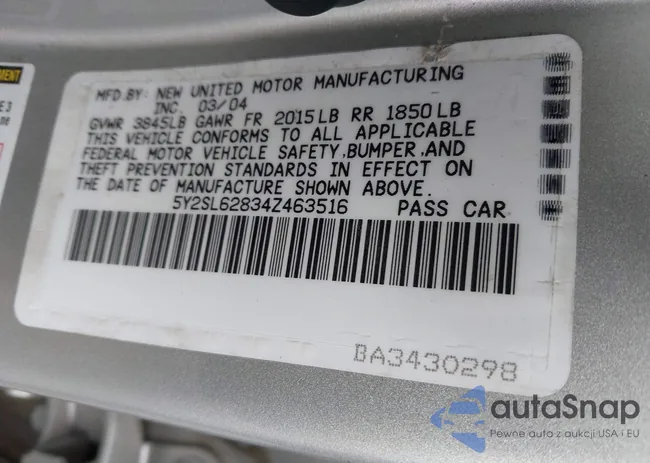 EMENT
E3
MFD.BY: NEW UNITED MOTOR MANUFACTURING
INC. 03/04
GVWR 3845LB GAWR FR 2015LB RR 1850LB
THIS VEHICLE CONFORMS TO ALL APPLICABLE
FEDERAL MOTOR VEHICLE SAFETY,BUMPER,AND
THEFT PREVENTION STANDARDS IN EFFECT ON
THE DATE OF MANUFACTURE SHOWN ABOVE.
5Y2SL62834Z463516 PASS CAR
BA3430298
autaSnap
Pewne auto z aukcji USA i EU